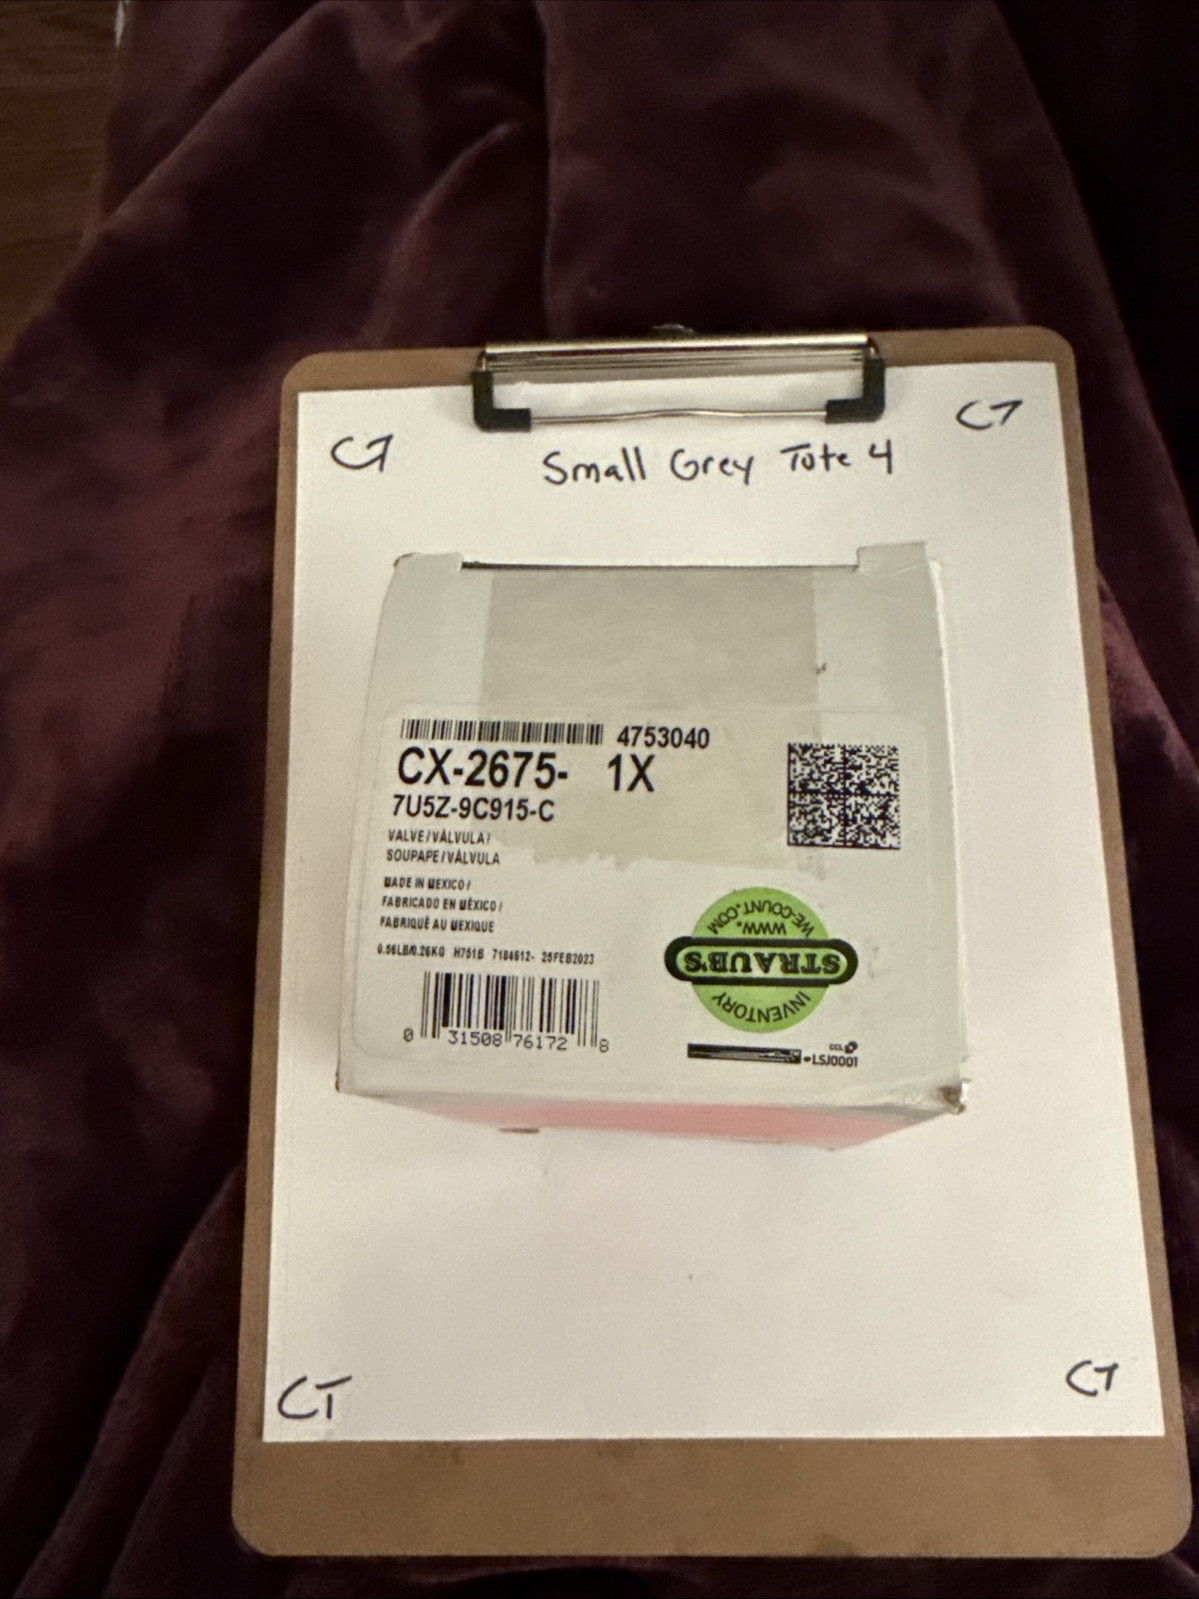 CT
CT
Small Grey Tote 4
4753040
CX-2675- 1X
7U5Z-9C915-C
VALVE/VÁLVULA/
SOUPAPE/VÁLVULA
MADE IN MEXICO/
FABRICADO EN MÉXICO/
FABRIQUÉ AU MEXIQUE
0.56LB/0.26KG H751B 7184612- 25FEB2023
0 31508 76172 8
WWW.
WE-COUNT.COM
STRAUB'S
INVENTORY
CCL
LSJ0001
CT
CT